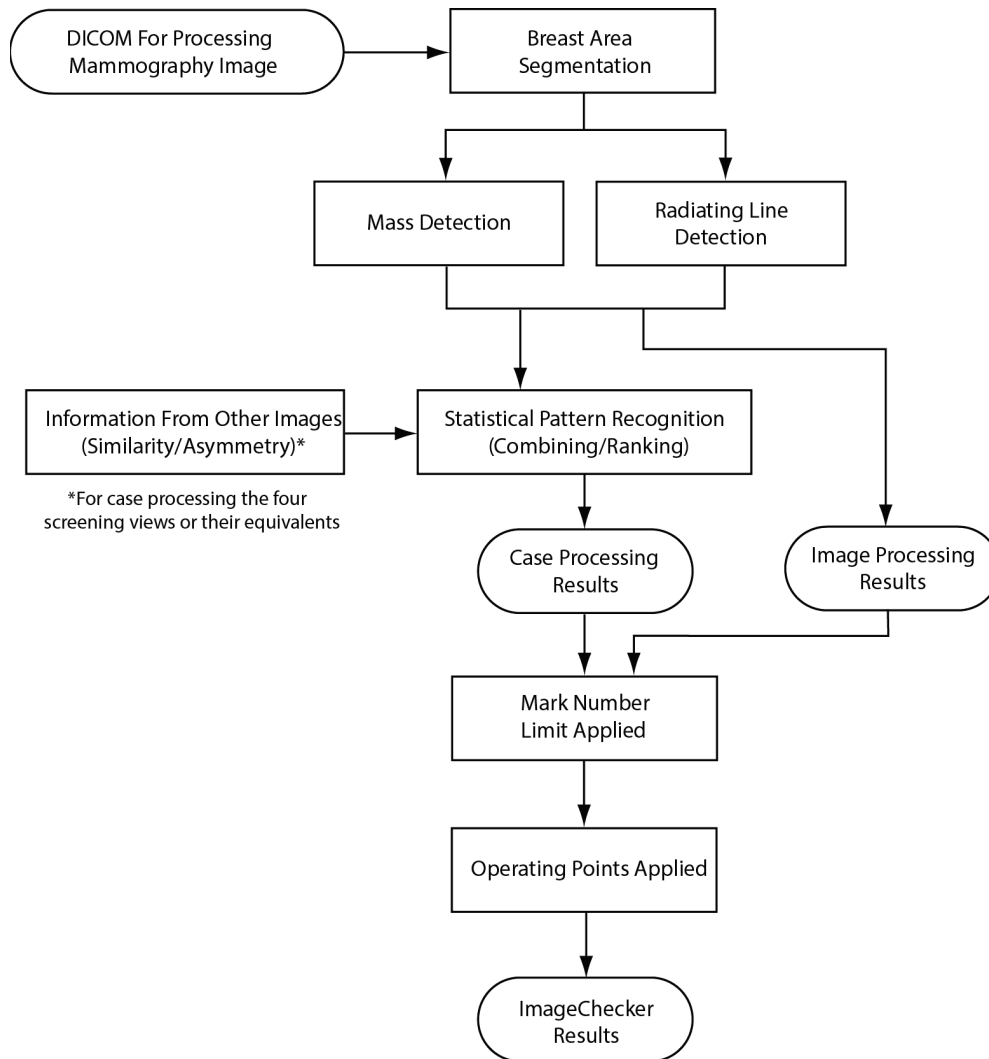 DICOM For Processing
Mammography Image
Breast Area
Segmentation
Mass Detection
Radiating Line
Detection
Information From Other Images
(Similarity/Asymmetry)*
Statistical Pattern Recognition
(Combining/Ranking)
*For case processing the four
screening views or their equivalents
Case Processing
Results
Image Processing
Results
Mark Number
Limit Applied
Operating Points Applied
ImageChecker
Results